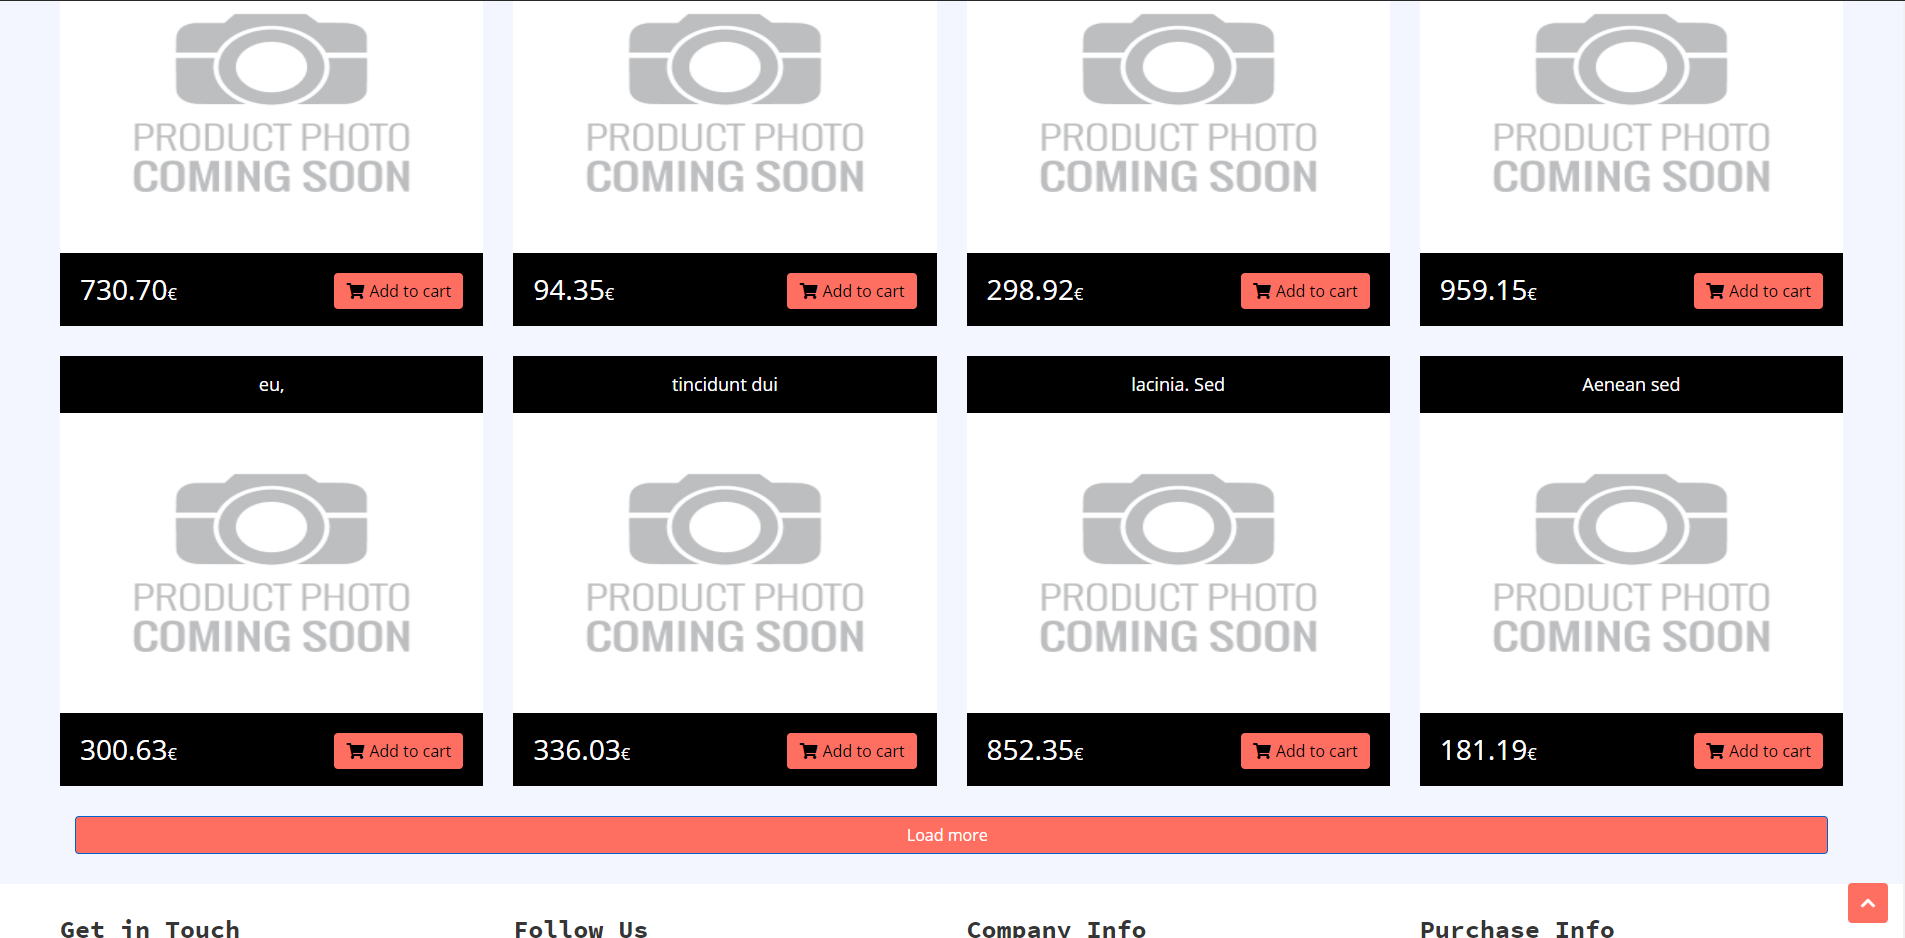 PRODUCT PHOTO PRODUCT PHOTO PRODUCT PHOTO PRODUCT PHOTO
COMING SOON COMING SOON COMING SOON COMING SOON
730.70€ Add to cart 94.35€ Add to cart 298.92€ Add to cart 959.15€ Add to cart
eu, tincidunt dui lacinia. Sed Aenean sed
PRODUCT PHOTO PRODUCT PHOTO PRODUCT PHOTO PRODUCT PHOTO
COMING SOON COMING SOON COMING SOON COMING SOON
300.63€ Add to cart 336.03€ Add to cart 852.35€ Add to cart 181.19€ Add to cart
Load more
Get in Touch Follow Us Company Info Purchase Info